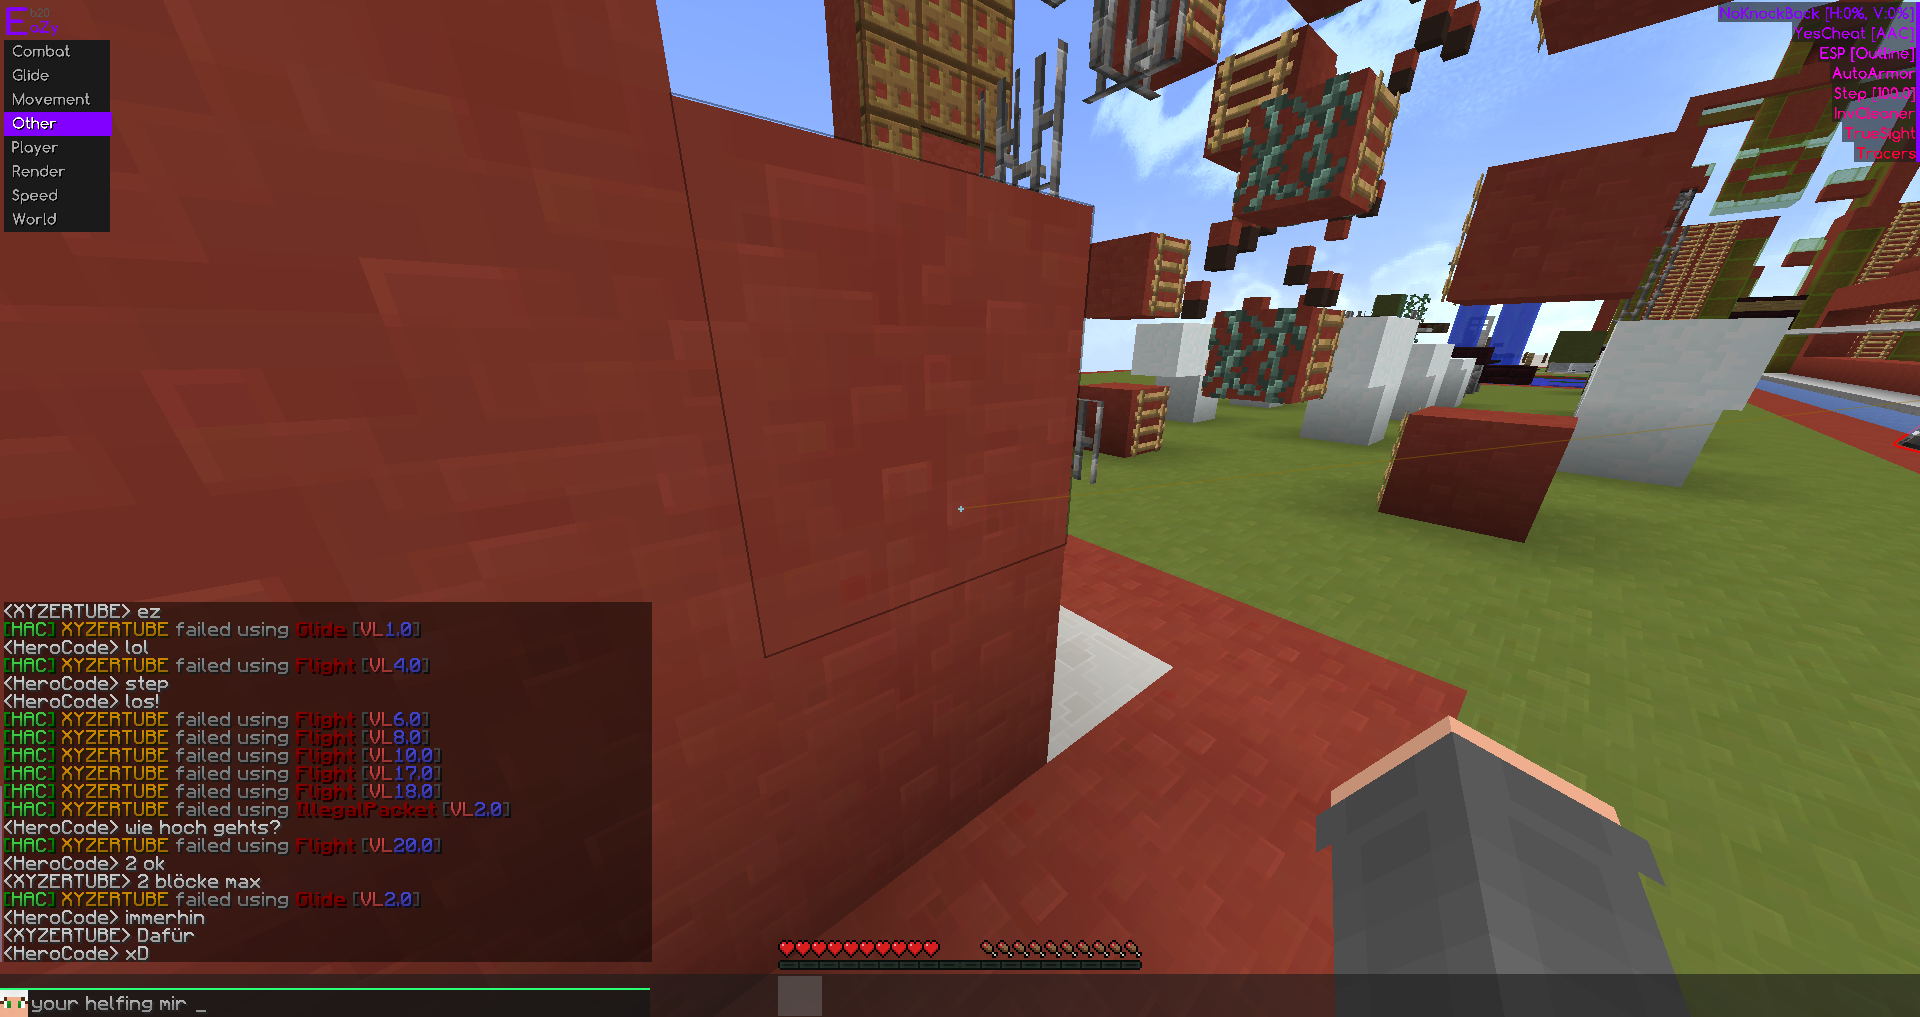 EaZy b20
Combat
Glide
Movement
Other
Player
Render
Speed
World
NoKnockBack [H:0%, V:0%]
YesCheat [AAC]
ESP [Outline]
AutoArmor
Step [100.0]
InvCleaner
TrueSight
Tracers
<XYZERTUBE> ez
[HAC] XYZERTUBE failed using Glide [VL1.0]
<HeroCode> lol
[HAC] XYZERTUBE failed using Flight [VL4.0]
<HeroCode> step
<HeroCode> los!
[HAC] XYZERTUBE failed using Flight [VL6.0]
[HAC] XYZERTUBE failed using Flight [VL8.0]
[HAC] XYZERTUBE failed using Flight [VL10.0]
[HAC] XYZERTUBE failed using Flight [VL17.0]
[HAC] XYZERTUBE failed using Flight [VL18.0]
[HAC] XYZERTUBE failed using IllegalPacket [VL2.0]
<HeroCode> wie hoch gehts?
[HAC] XYZERTUBE failed using Flight [VL20.0]
<HeroCode> 2 ok
<XYZERTUBE> 2 blöcke max
[HAC] XYZERTUBE failed using Glide [VL2.0]
<HeroCode> immerhin
<XYZERTUBE> Dafür
<HeroCode> xD
your helfing mir _